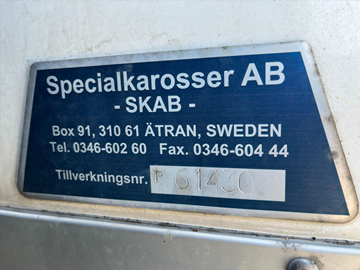 Specialkarosser AB
- SKAB -
Box 91, 310 61 ÄTRAN, SWEDEN
Tel. 0346-602 60 Fax. 0346-604 44
Tillverkningsnr. P 61430